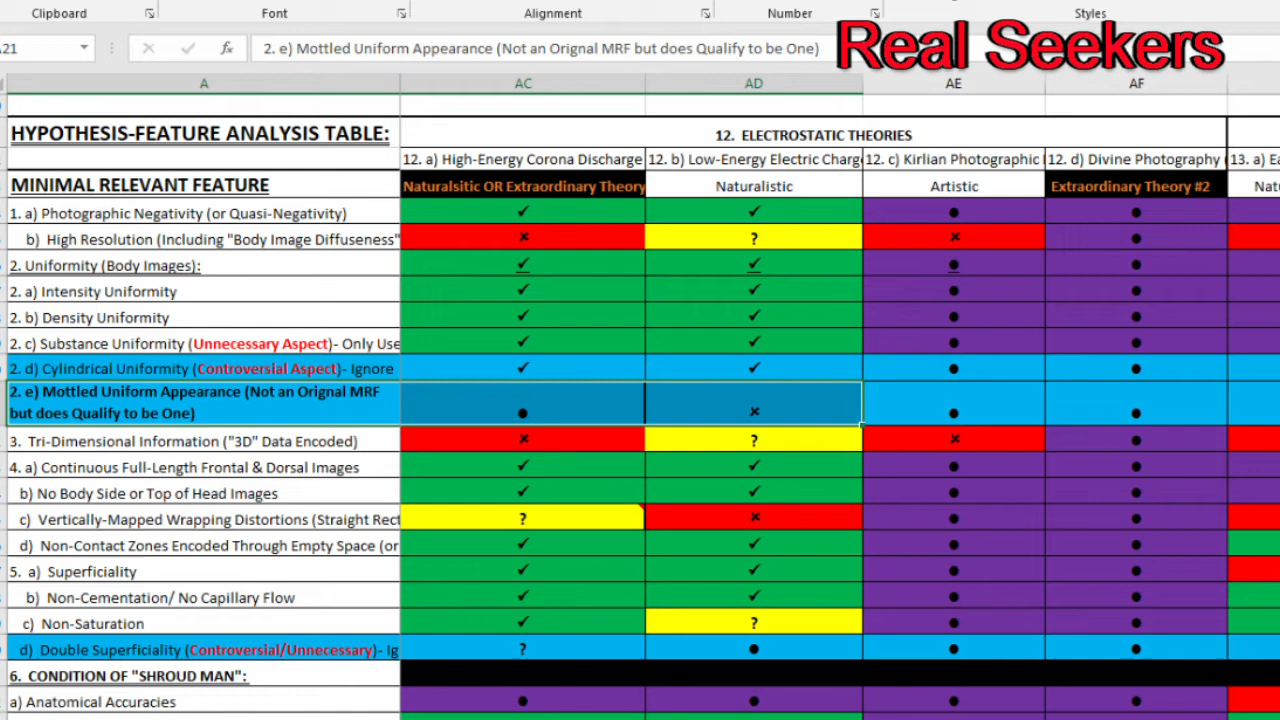 Clipboard Font Alignment Number Styles
A21 fx 2. e) Mottled Uniform Appearance (Not an Orignal MRF but does Qualify to be One)
Real Seekers
A AC AD AE AF
HYPOTHESIS-FEATURE ANALYSIS TABLE: 12. ELECTROSTATIC THEORIES
12. a) High-Energy Corona Discharge 12. b) Low-Energy Electric Charg 12. c) Kirlian Photographic 12. d) Divine Photography 13. a)
MINIMAL RELEVANT FEATURE Naturalsitic OR Extraordinary Theory Naturalistic Artistic Extraordinary Theory #2
1. a) Photographic Negativity (or Quasi-Negativity) ✓ ✓ ● ●
b) High Resolution (Including "Body Image Diffuseness" × ? × ●
2. Uniformity (Body Images): ✓ ✓ ● ●
2. a) Intensity Uniformity ✓ ✓ ● ●
2. b) Density Uniformity ✓ ✓ ● ●
2. c) Substance Uniformity (Unnecessary Aspect)- Only Use ✓ ✓ ● ●
2. d) Cylindrical Uniformity (Controversial Aspect)- Ignore ✓ ✓ ● ●
2. e) Mottled Uniform Appearance (Not an Orignal MRF
but does Qualify to be One) ● × ● ●
3. Tri-Dimensional Information ("3D" Data Encoded) × ? × ●
4. a) Continuous Full-Length Frontal & Dorsal Images ✓ ✓ ● ●
b) No Body Side or Top of Head Images ✓ ✓ ● ●
c) Vertically-Mapped Wrapping Distortions (Straight Rect ? × ● ●
d) Non-Contact Zones Encoded Through Empty Space (or ✓ ✓ ● ●
5. a) Superficiality ✓ ✓ ● ●
b) Non-Cementation/ No Capillary Flow ✓ ✓ ● ●
c) Non-Saturation ✓ ? ● ●
d) Double Superficiality (Controversial/Unnecessary)- Ig ? ● ● ●
6. CONDITION OF "SHROUD MAN":
a) Anatomical Accuracies ● ● ● ●